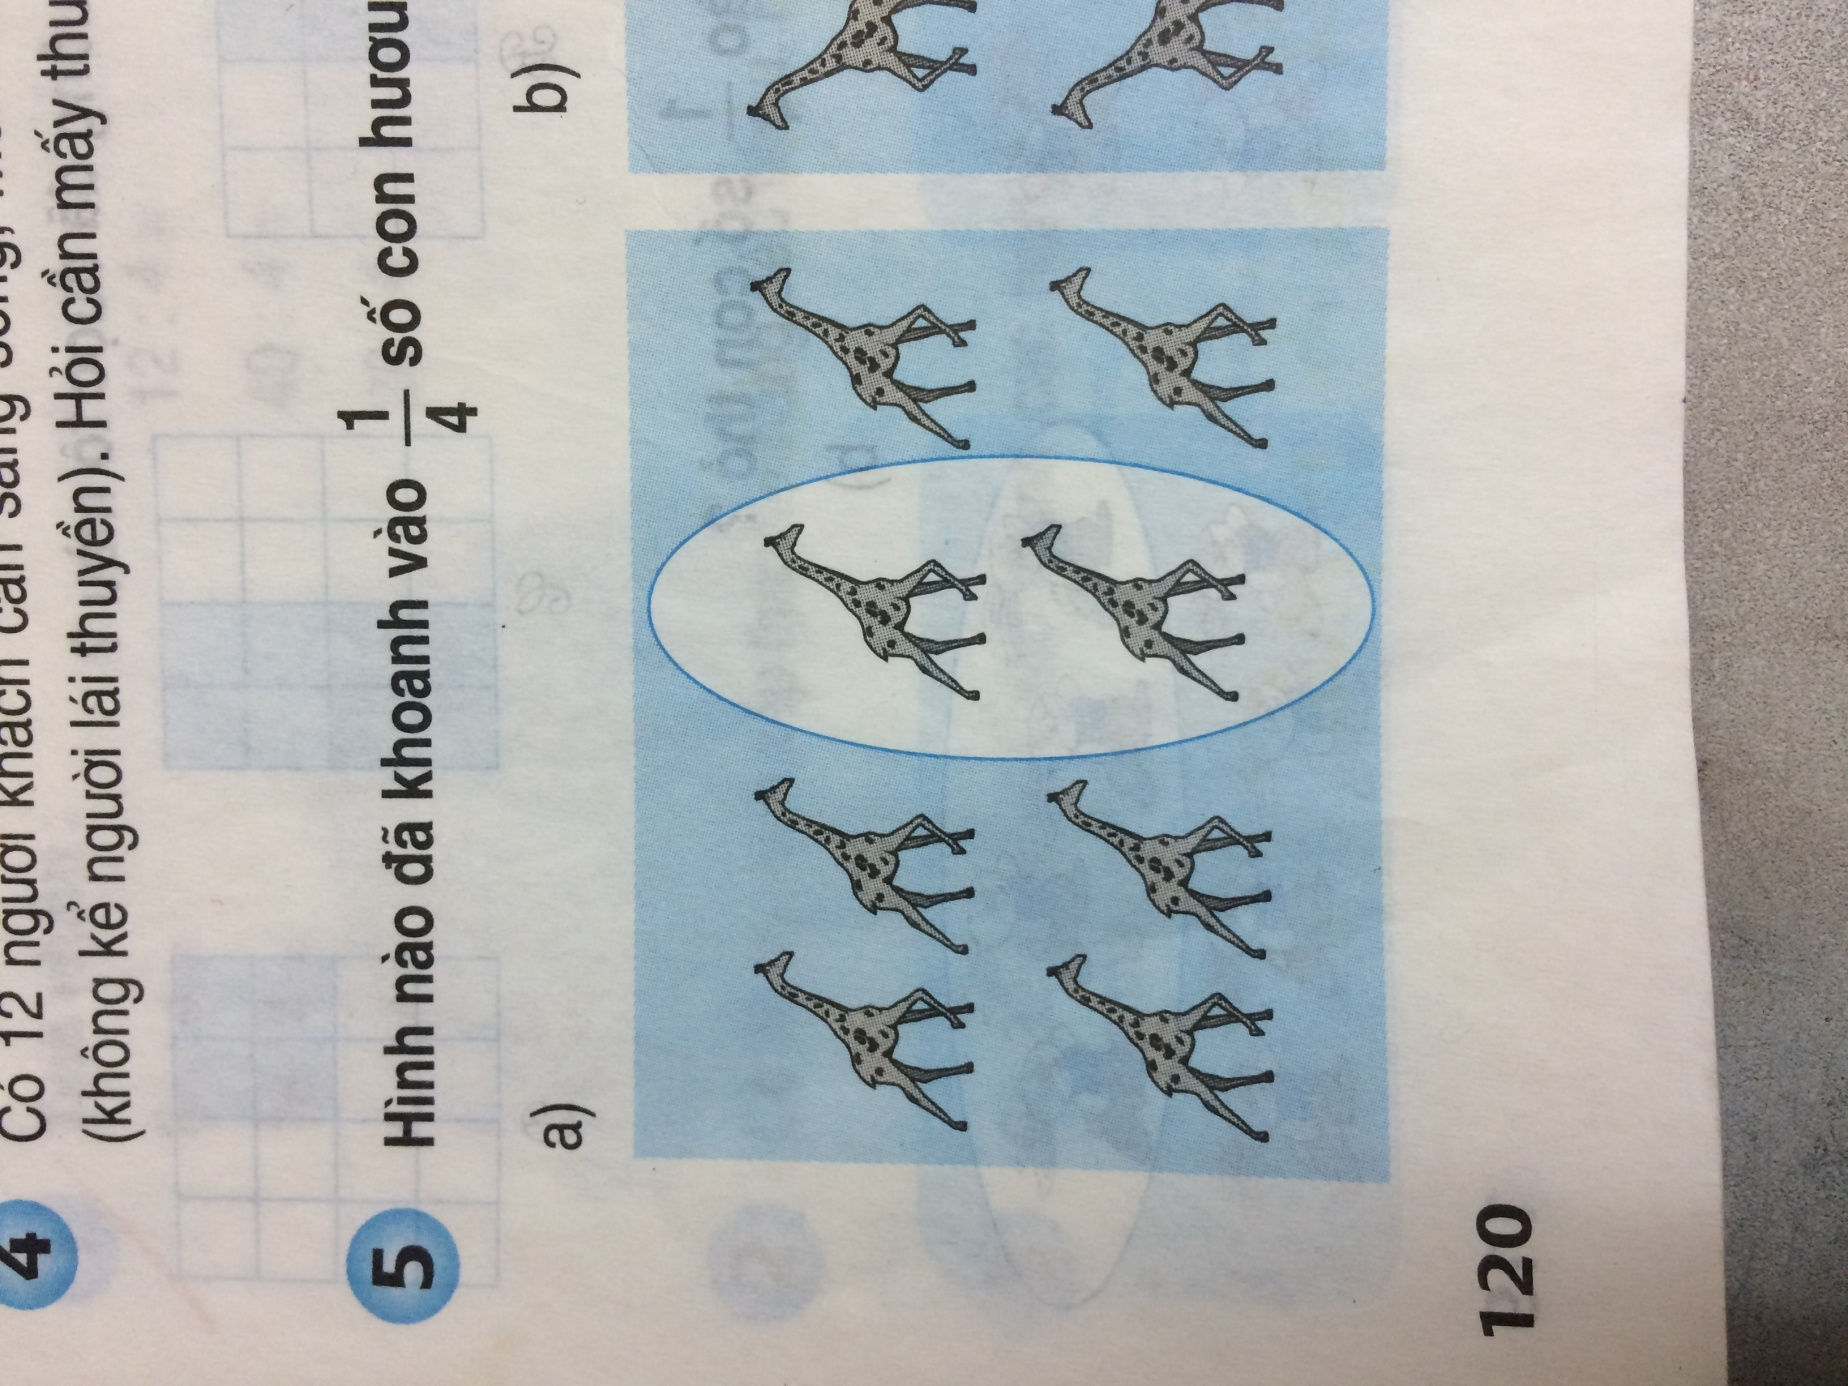 4 Có 12 người khách cần sang sông,
(không kể người lái thuyền). Hỏi cần mấy thu
5 Hình nào đã khoanh vào 1/4 số con hươu
a) b)
120